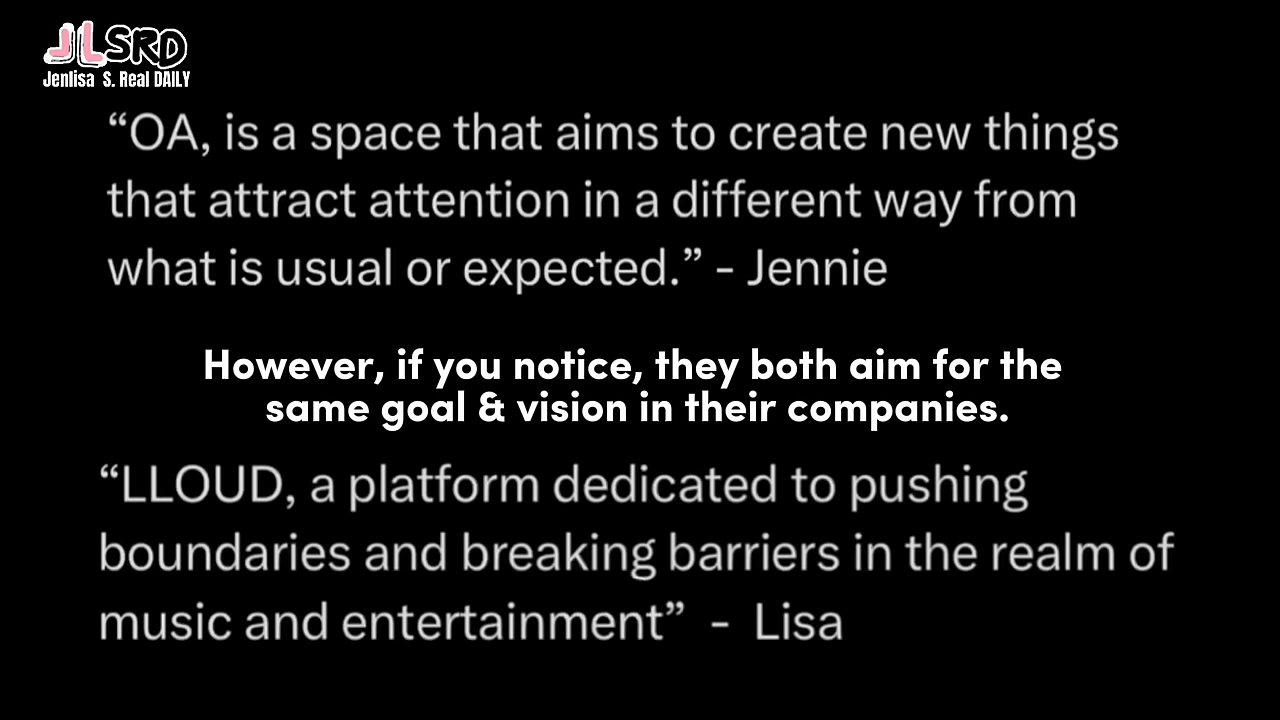 JLSRD
Jenlisa S. Real DAILY
“OA, is a space that aims to create new things
that attract attention in a different way from
what is usual or expected.” - Jennie
However, if you notice, they both aim for the
same goal & vision in their companies.
“LLOUD, a platform dedicated to pushing
boundaries and breaking barriers in the realm of
music and entertainment” - Lisa